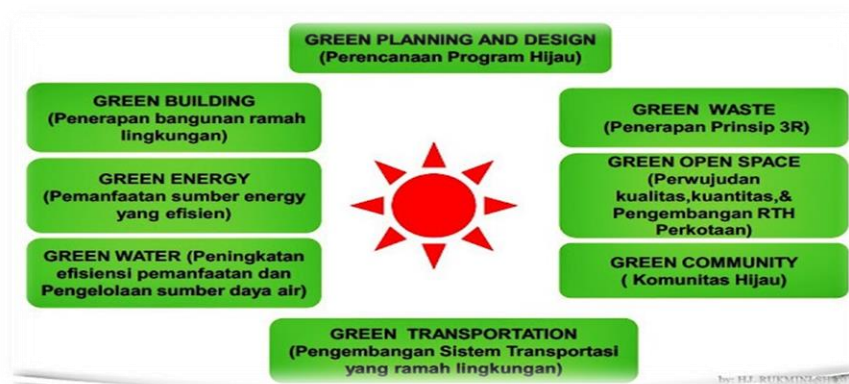 GREEN PLANNING AND DESIGN
(Perencanaan Program Hijau)
GREEN BUILDING
(Penerapan bangunan ramah
lingkungan)
GREEN ENERGY
(Pemanfaatan sumber energy
yang efisien)
GREEN WATER (Peningkatan
efisiensi pemanfaatan dan
Pengelolaan sumber daya air)
GREEN WASTE
(Penerapan Prinsip 3R)
GREEN OPEN SPACE
(Perwujudan
kualitas,kuantitas,&
Pengembangan RTH
Perkotaan)
GREEN COMMUNITY
( Komunitas Hijau)
GREEN TRANSPORTATION
(Pengembangan Sistem Transportasi
yang ramah lingkungan)
by: HJ. RUKMINI